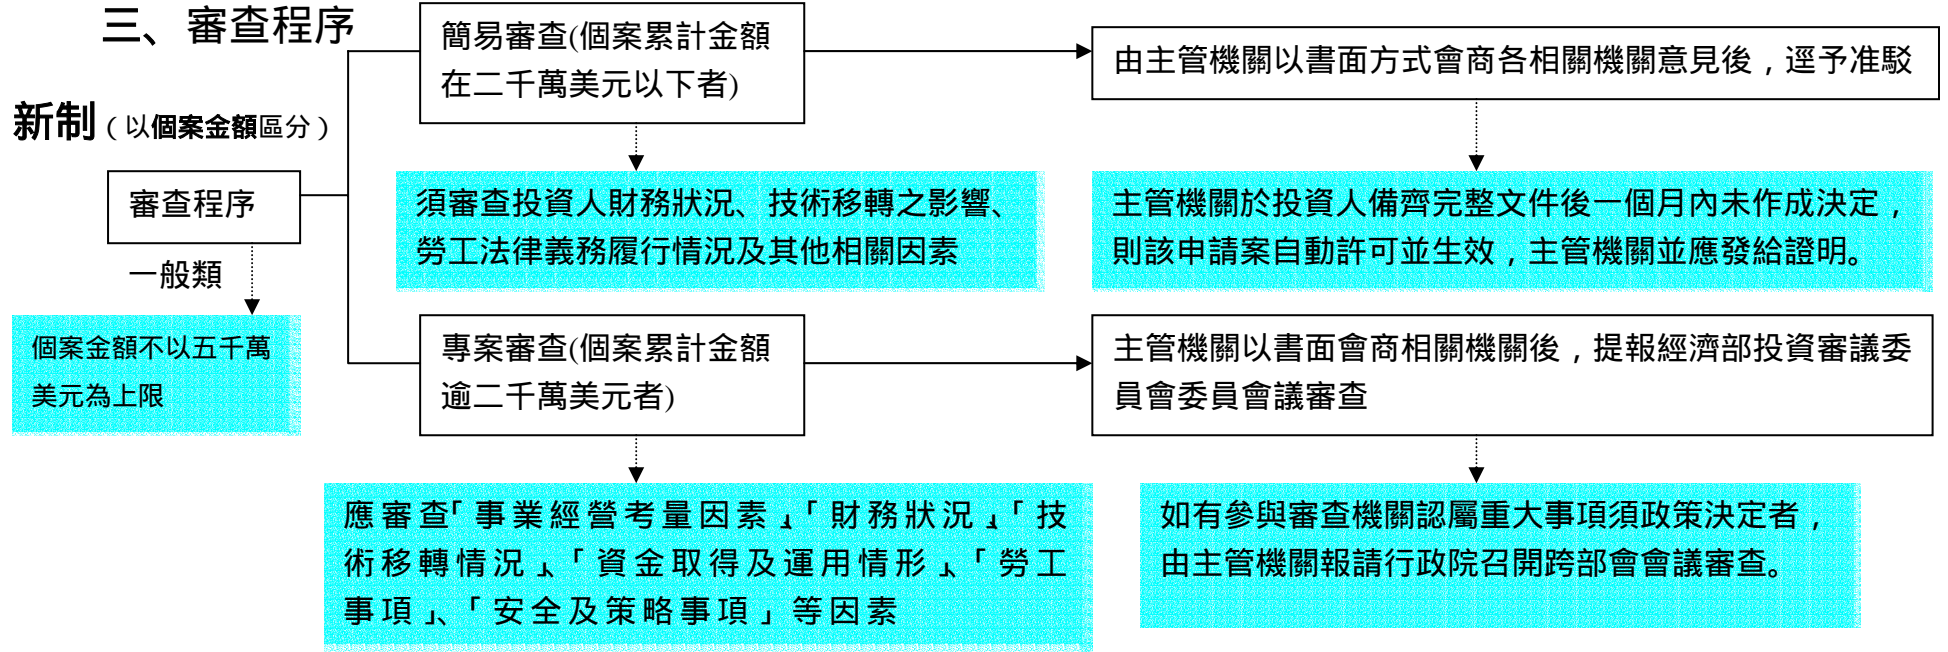 三、審查程序
新制（以個案金額區分）
審查程序
一般類
個案金額不以五千萬
美元為上限
簡易審查(個案累計金額
在二千萬美元以下者)
由主管機關以書面方式會商各相關機關意見後，逕予准駁
須審查投資人財務狀況、技術移轉之影響、
勞工法律義務履行情況及其他相關因素
主管機關於投資人備齊完整文件後一個月內未作成決定，
則該申請案自動許可並生效，主管機關並應發給證明。
專案審查(個案累計金額
逾二千萬美元者)
主管機關以書面會商相關機關後，提報經濟部投資審議委
員會委員會議審查
應審查「事業經營考量因素」、「財務狀況」、「技
術移轉情況」、「資金取得及運用情形」、「勞工
事項」、「安全及策略事項」等因素
如有參與審查機關認屬重大事項須政策決定者，
由主管機關報請行政院召開跨部會會議審查。